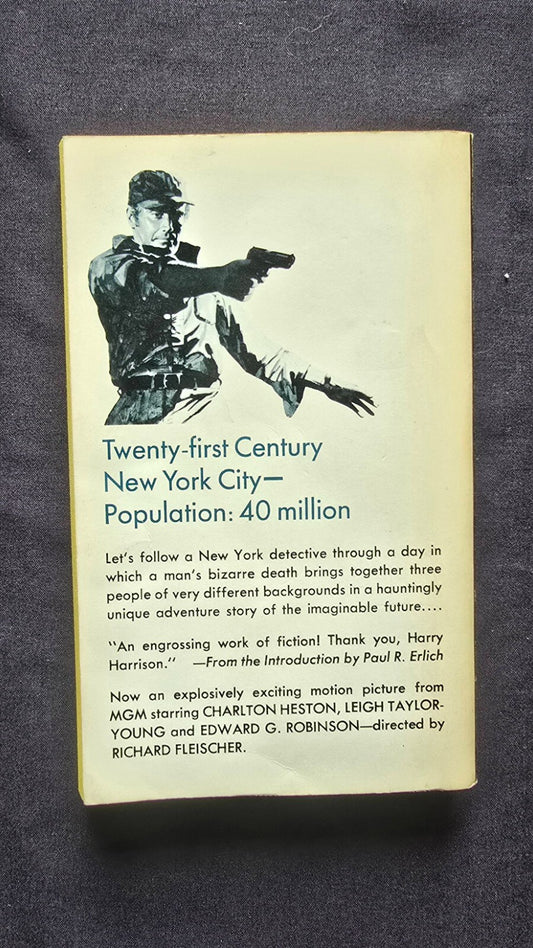 Twenty-first Century
New York City—
Population: 40 million
Let's follow a New York detective through a day in
which a man's bizarre death brings together three
people of very different backgrounds in a hauntingly
unique adventure story of the imaginable future....
"An engrossing work of fiction! Thank you, Harry
Harrison." —From the Introduction by Paul R. Erlich
Now an explosively exciting motion picture from
MGM starring CHARLTON HESTON, LEIGH TAYLOR-
YOUNG and EDWARD G. ROBINSON—directed by
RICHARD FLEISCHER.